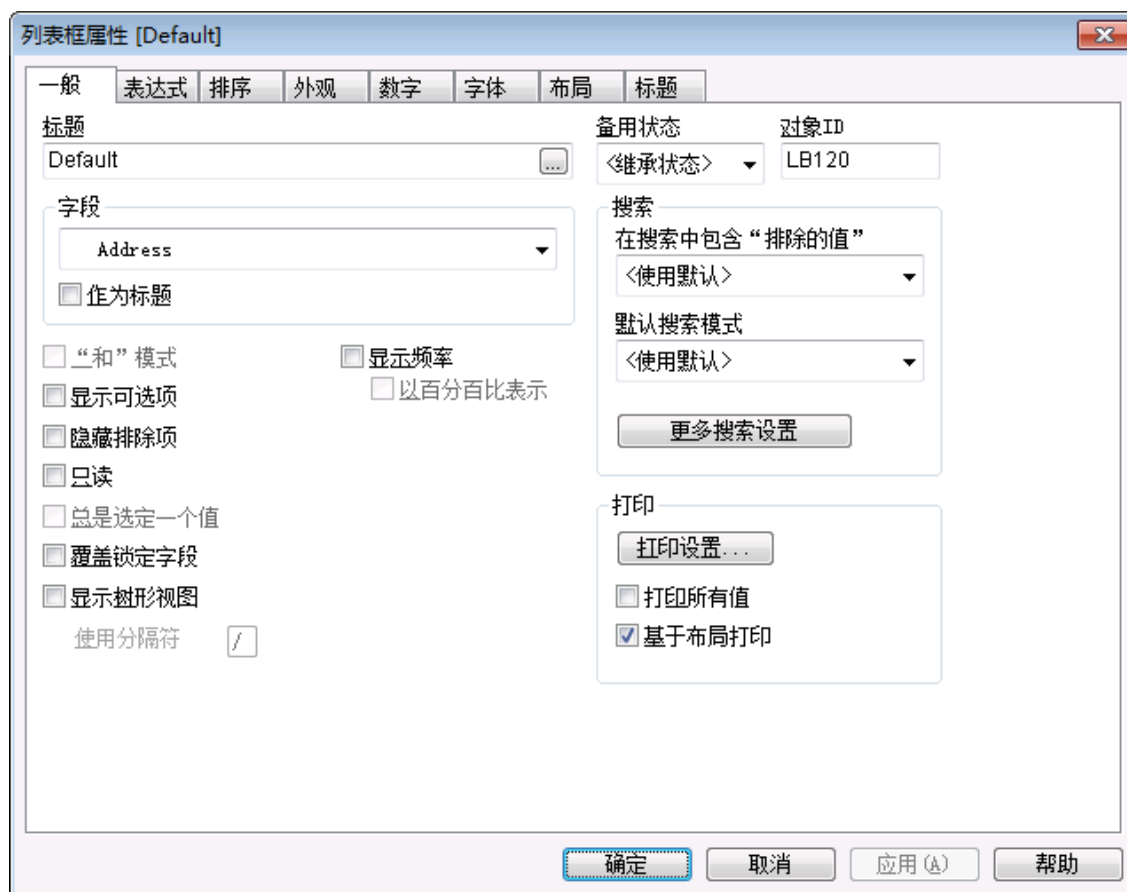 列表框属性 [Default]
一般 表达式 排序 外观 数字 字体 布局 标题
标题 备用状态 对象ID
Default ... <继承状态> LB120
字段 搜索
Address 在搜索中包含“排除的值”
<使用默认>
作为标题
默认搜索模式
“和”模式 显示频率 <使用默认>
显示可选项 以百分百比表示
隐藏排除项 更多搜索设置
只读
总是选定一个值 打印
覆盖锁定字段 打印设置...
显示树形视图 打印所有值
使用分隔符 / 基于布局打印
确定 取消 应用(A) 帮助